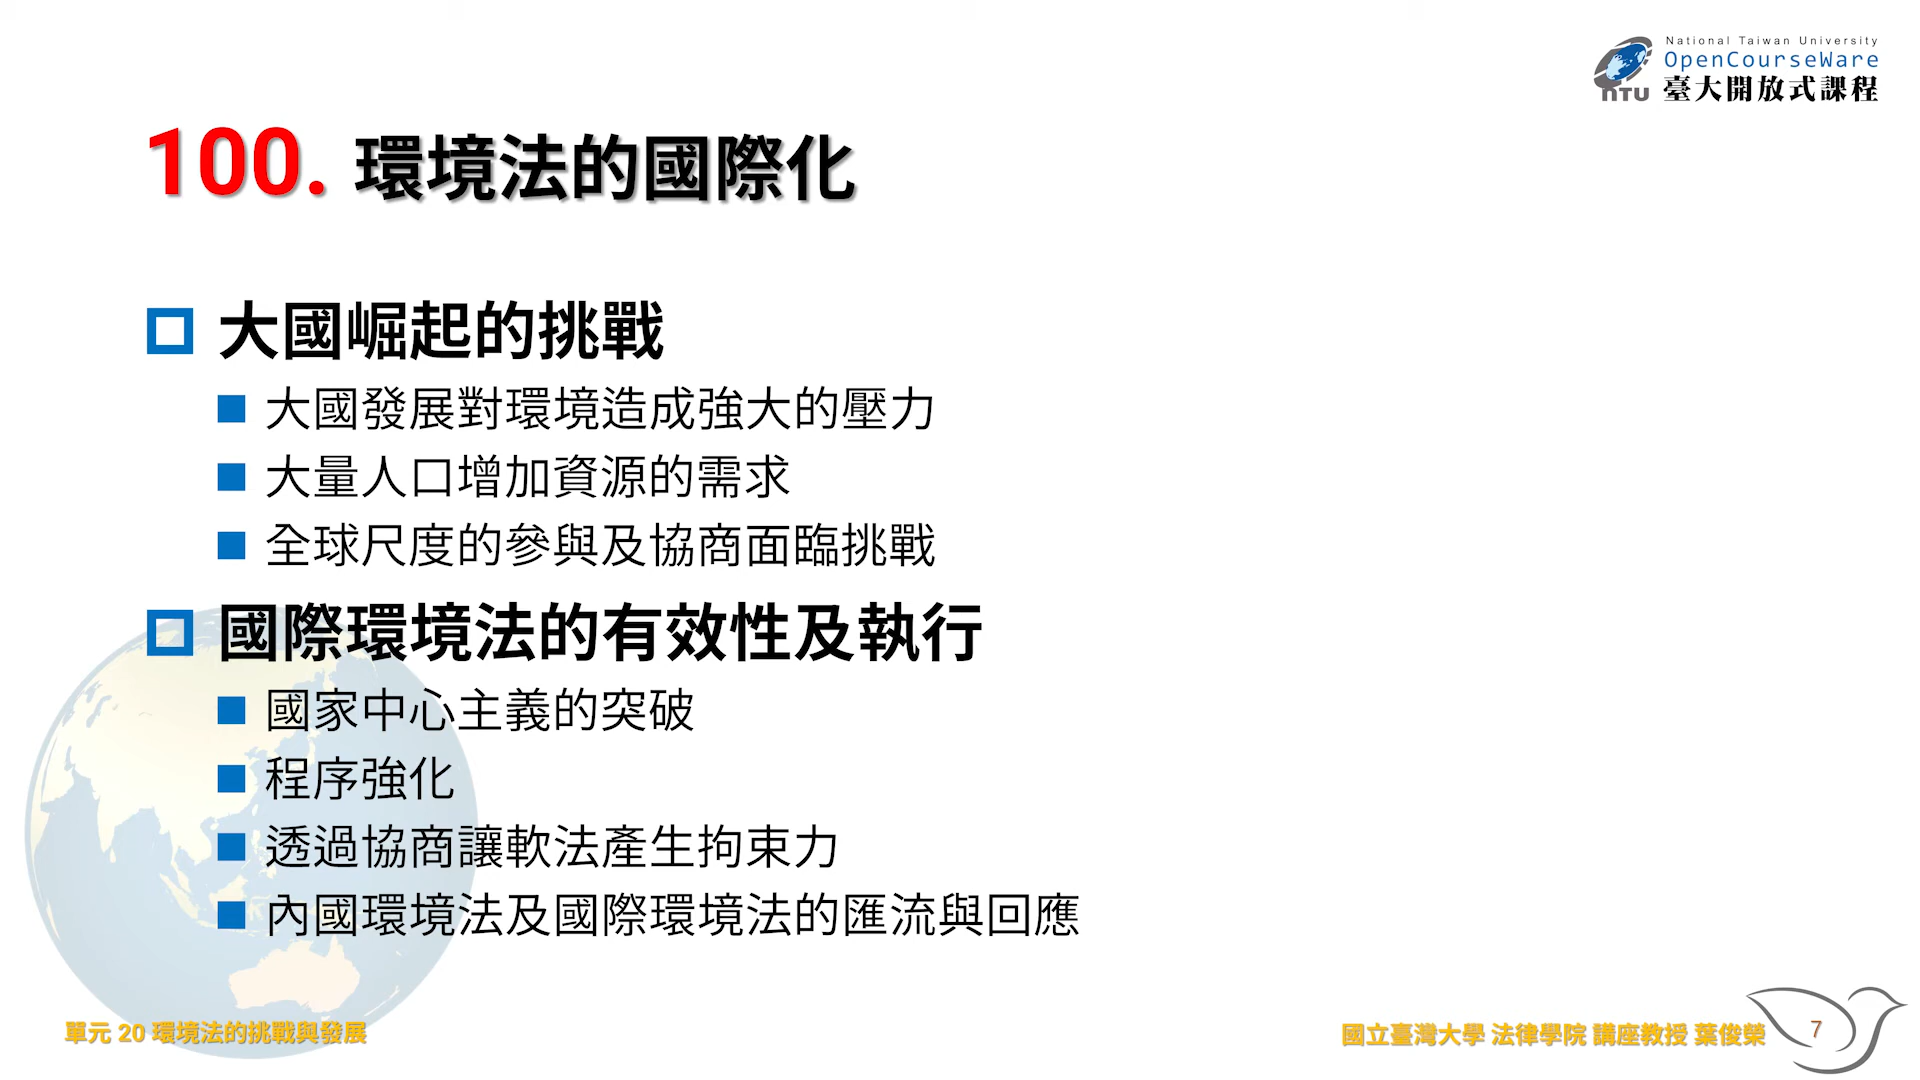 National Taiwan University
OpenCourseWare
NTU 臺大開放式課程
100. 環境法的國際化
大國崛起的挑戰
大國發展對環境造成強大的壓力
大量人口增加資源的需求
全球尺度的參與及協商面臨挑戰
國際環境法的有效性及執行
國家中心主義的突破
程序強化
透過協商讓軟法產生拘束力
內國環境法及國際環境法的匯流與回應
單元 20 環境法的挑戰與發展
國立臺灣大學 法律學院 講座教授 葉俊榮
7